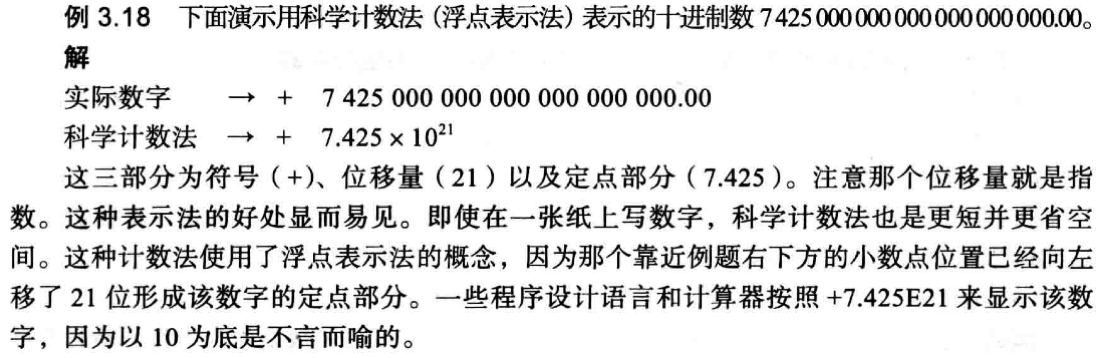 例 3.18 下面演示用科学计数法（浮点表示法）表示的十进制数 7 425 000 000 000 000 000 000.00。
解
实际数字 → + 7 425 000 000 000 000 000 000.00
科学计数法 → + 7.425 × 10²¹
这三部分为符号（+）、位移量（21）以及定点部分（7.425）。注意那个位移量就是指
数。这种表示法的好处显而易见。即使在一张纸上写数字，科学计数法也是更短并更省空
间。这种计数法使用了浮点表示法的概念，因为那个靠近例题右下方的小数点位置已经向左
移了 21 位形成该数字的定点部分。一些程序设计语言和计算器按照 +7.425E21 来显示该数
字，因为以 10 为底是不言而喻的。